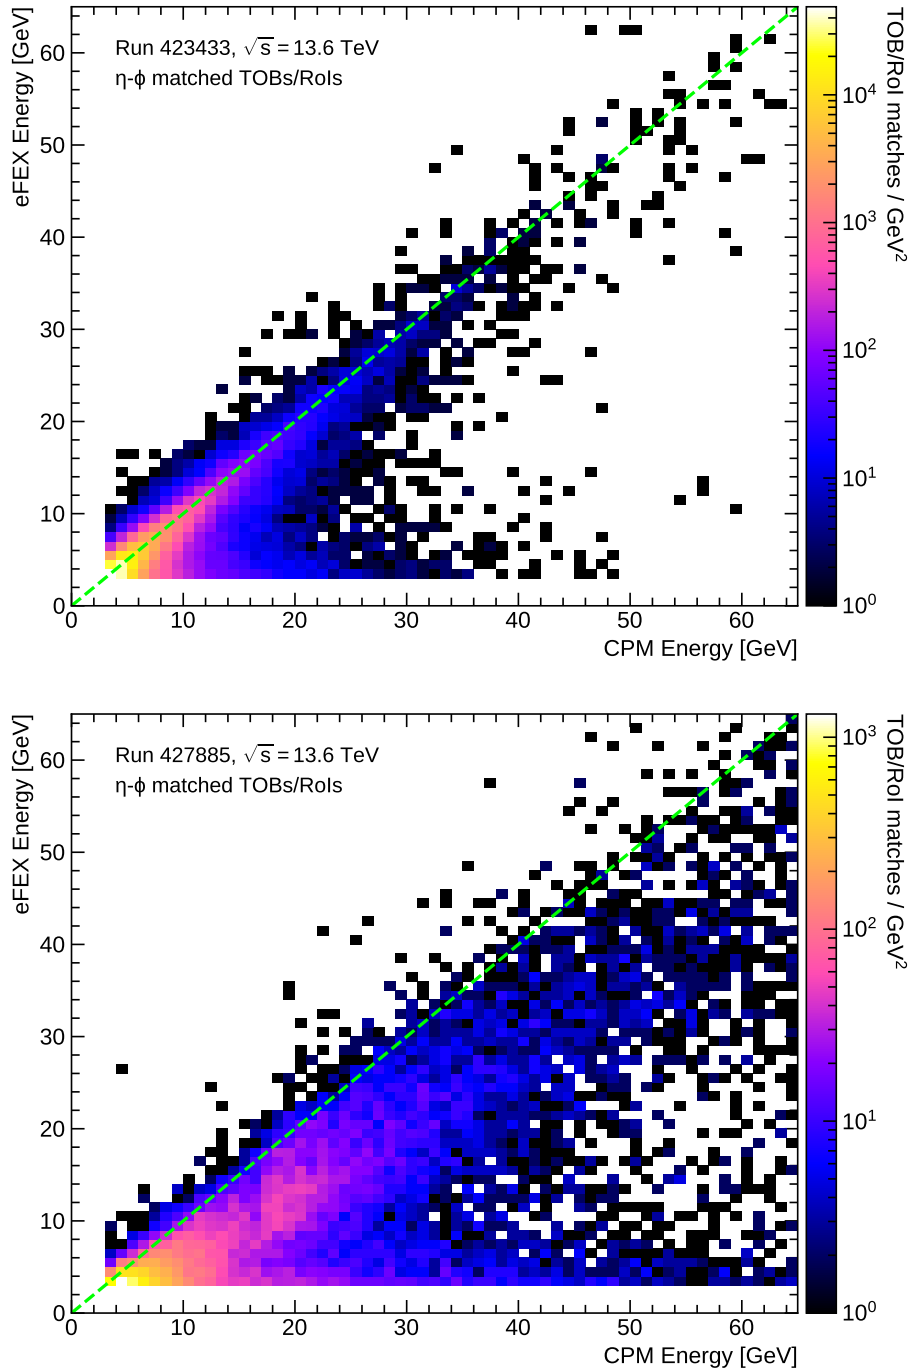 Run 423433, √s = 13.6 TeV
η-ϕ matched TOBs/RoIs
eFEX Energy [GeV]
60
50
40
30
20
10
0
0 10 20 30 40 50 60
CPM Energy [GeV]
10⁴
10³
10²
10¹
10⁰
TOB/RoI matches / GeV²
Run 427885, √s = 13.6 TeV
η-ϕ matched TOBs/RoIs
eFEX Energy [GeV]
60
50
40
30
20
10
0
0 10 20 30 40 50 60
CPM Energy [GeV]
10³
10²
10¹
10⁰
TOB/RoI matches / GeV²